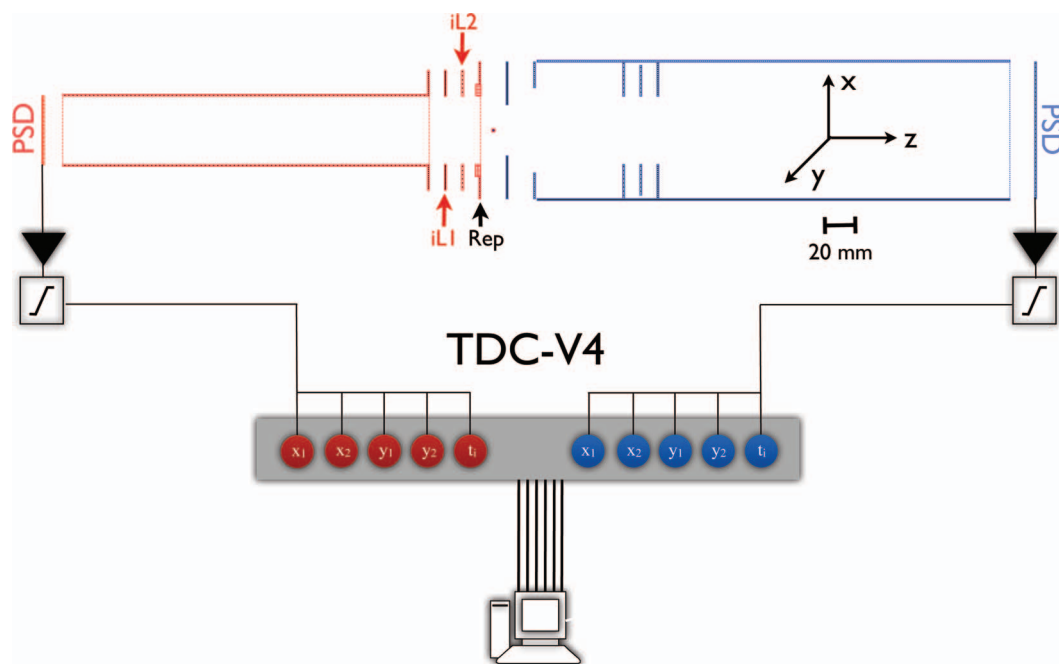 iL2
PSD
x
z
y
PSD
iL1
Rep
20 mm
TDC-V4
x₁ x₂ y₁ y₂ tᵢ x₁ x₂ y₁ y₂ tᵢ